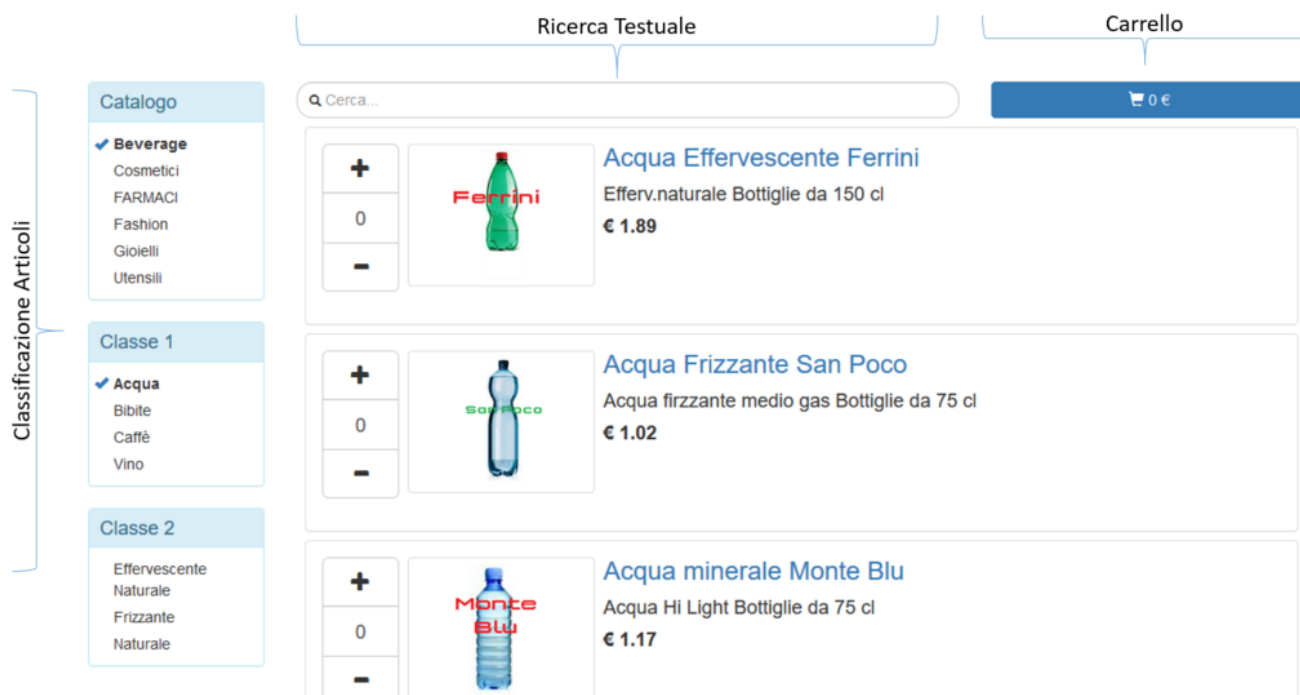 Ricerca Testuale
Carrello
Classificazione Articoli
Catalogo
Beverage
Cosmetici
FARMACI
Fashion
Gioielli
Utensili
Classe 1
Acqua
Bibite
Caffè
Vino
Classe 2
Effervescente
Naturale
Frizzante
Naturale
Cerca...
0 €
0
Ferrini
Acqua Effervescente Ferrini
Efferv.naturale Bottiglie da 150 cl
€ 1.89
0
San Poco
Acqua Frizzante San Poco
Acqua firzzante medio gas Bottiglie da 75 cl
€ 1.02
0
Monte
Blu
Acqua minerale Monte Blu
Acqua Hi Light Bottiglie da 75 cl
€ 1.17